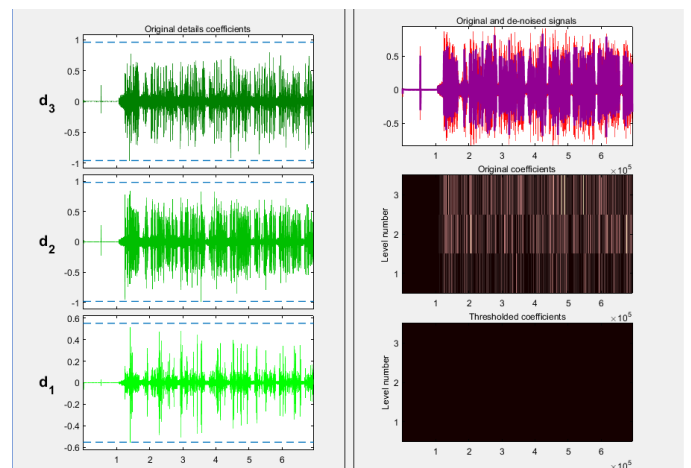 Original details coefficients
d3
1
0.5
0
-0.5
-1
d2
1
0.5
0
-0.5
-1
d1
0.6
0.4
0.2
0
-0.2
-0.4
-0.6
1 2 3 4 5 6
Original and de-noised signals
0.5
0
-0.5
1 2 3 4 5 6
×10^5
Original coefficients
Level number
3
2
1
1 2 3 4 5 6
×10^5
Thresholded coefficients
Level number
3
2
1
1 2 3 4 5 6
×10^5